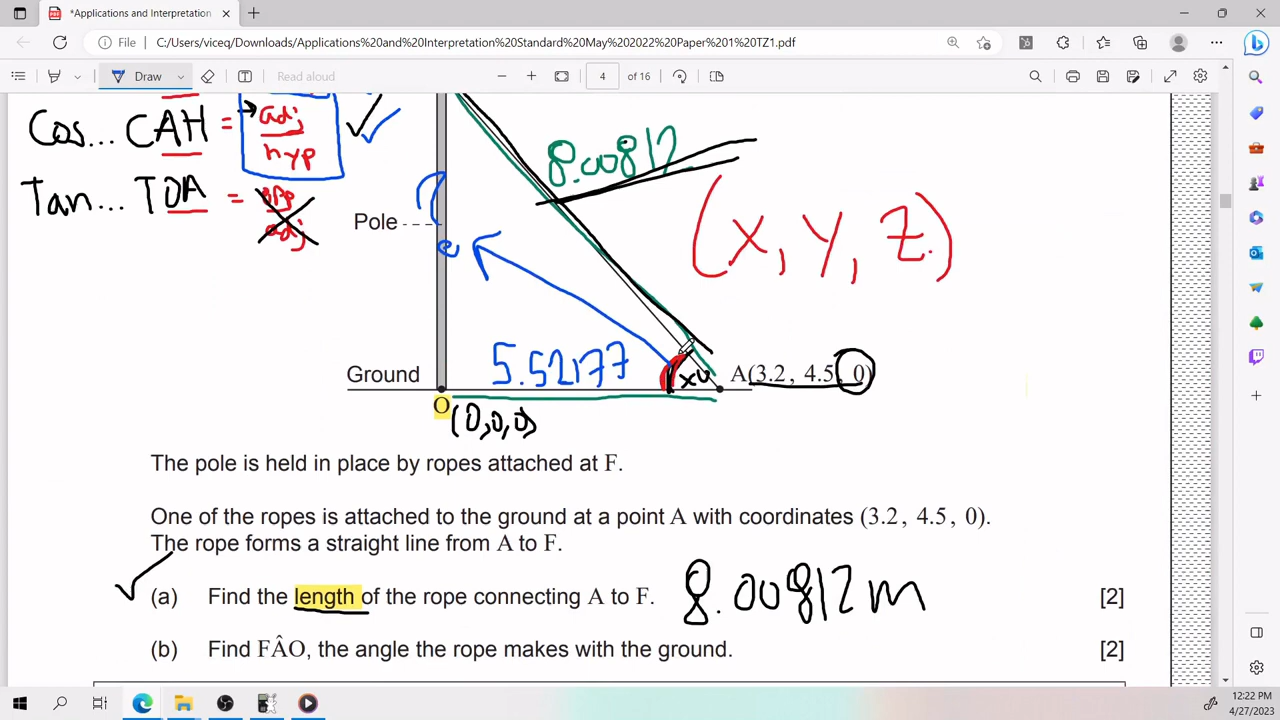 *Applications and Interpretation
File C:/Users/viceq/Downloads/Applications%20and%20Interpretation%20Standard%20May%202022%20Paper%201%20TZ1.pdf
Draw
Read aloud
4 of 16
Cos... CAH = adj
hyp
Tan... TOA = opp
adj
8.00812
(x, y, z)
Pole
5.52177
x°
Ground
A(3.2, 4.5, 0)
O
(0,0,0)
The pole is held in place by ropes attached at F.
One of the ropes is attached to the ground at a point A with coordinates (3.2, 4.5, 0).
The rope forms a straight line from A to F.
(a) Find the length of the rope connecting A to F. 8.00812 m [2]
(b) Find FÂO, the angle the rope makes with the ground. [2]
12:22 PM
4/27/2023